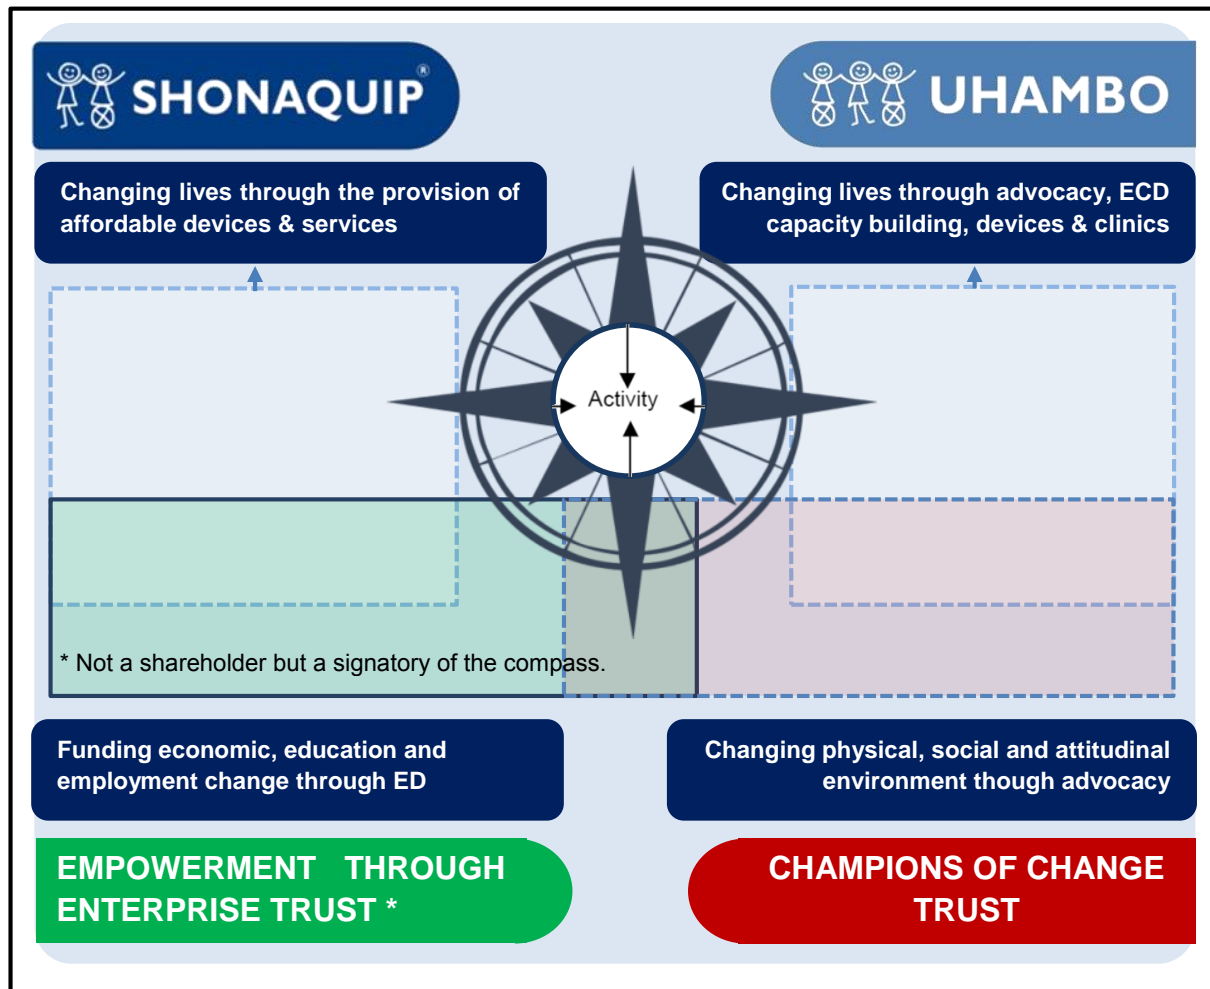 SHONAQUIP®
UHAMBO
Changing lives through the provision of
affordable devices & services
Changing lives through advocacy, ECD
capacity building, devices & clinics
Activity
* Not a shareholder but a signatory of the compass.
Funding economic, education and
employment change through ED
Changing physical, social and attitudinal
environment though advocacy
EMPOWERMENT THROUGH
ENTERPRISE TRUST *
CHAMPIONS OF CHANGE
TRUST